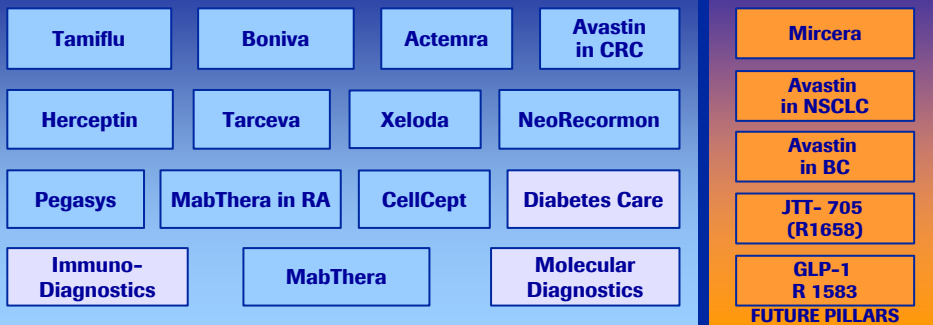 Tamiflu
Boniva
Actemra
Avastin
in CRC
Herceptin
Tarceva
Xeloda
NeoRecormon
Pegasys
MabThera in RA
CellCept
Diabetes Care
Immuno-
Diagnostics
MabThera
Molecular
Diagnostics
Mircera
Avastin
in NSCLC
Avastin
in BC
JTT- 705
(R1658)
GLP-1
R 1583
FUTURE PILLARS